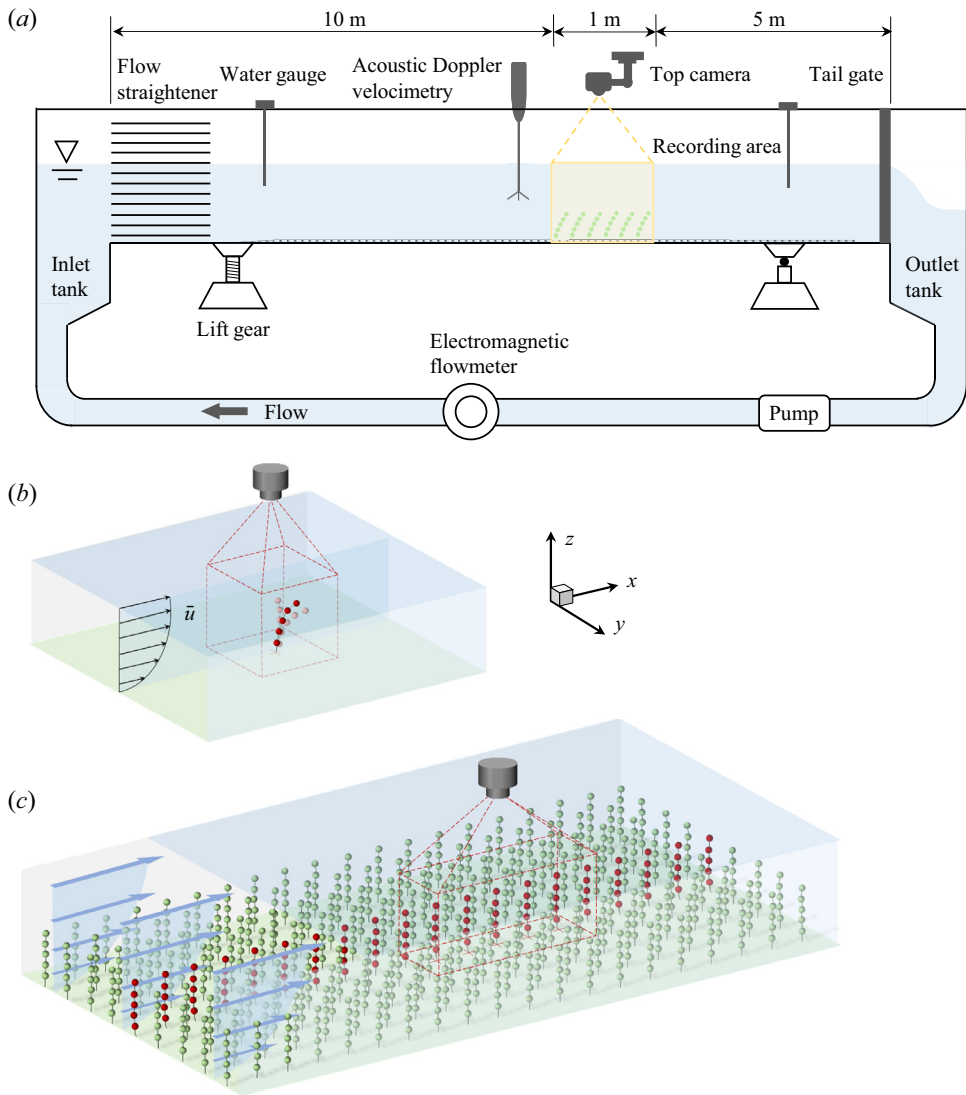 (a)
10 m
1 m
5 m
Flow
straightener
Water gauge
Acoustic Doppler
velocimetry
Top camera
Tail gate
Recording area
Inlet
tank
Outlet
tank
Lift gear
Electromagnetic
flowmeter
Flow
Pump
(b)
ū
z
x
y
(c)